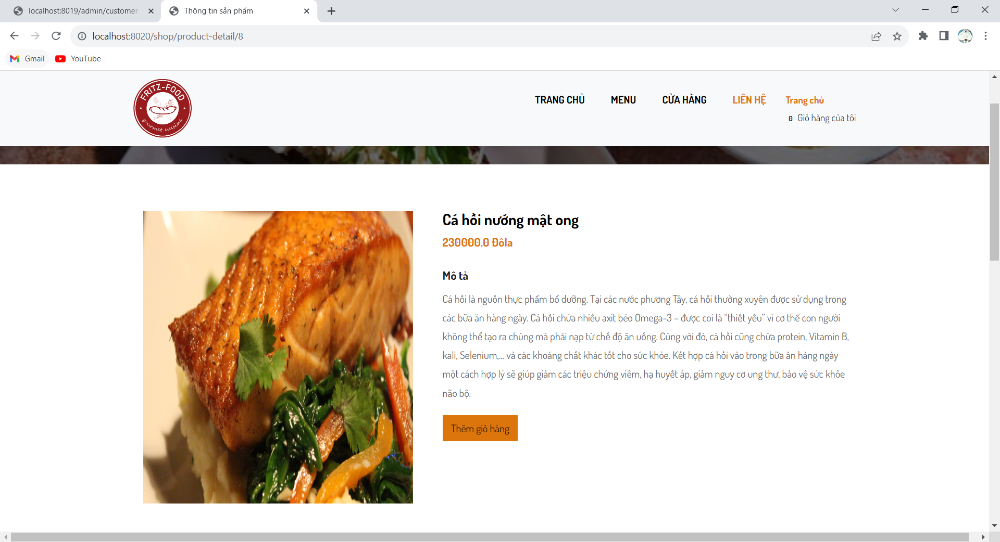 localhost:8019/admin/customer-
Thông tin sản phẩm
localhost:8020/shop/product-detail/8
Gmail
YouTube
FRITZ-FOOD
gourmet cuisine
TRANG CHỦ
MENU
CỬA HÀNG
LIÊN HỆ
Trang chủ
0 Giỏ hàng của tôi
Cá hồi nướng mật ong
230000.0 Đôla
Mô tả
Cá hồi là nguồn thực phẩm bổ dưỡng. Tại các nước phương Tây, cá hồi thường xuyên được sử dụng trong
các bữa ăn hàng ngày. Cá hồi chứa nhiều axit béo Omega-3 – được coi là “thiết yếu” vì cơ thể con người
không thể tạo ra chúng mà phải nạp từ chế độ ăn uống. Cùng với đó, cá hồi cũng chứa protein, Vitamin B,
kali, Selenium,... và các khoáng chất khác tốt cho sức khỏe. Kết hợp cá hồi vào trong bữa ăn hàng ngày
một cách hợp lý sẽ giúp giảm các triệu chứng viêm, hạ huyết áp, giảm nguy cơ ung thư, bảo vệ sức khỏe
não bộ.
Thêm giỏ hàng